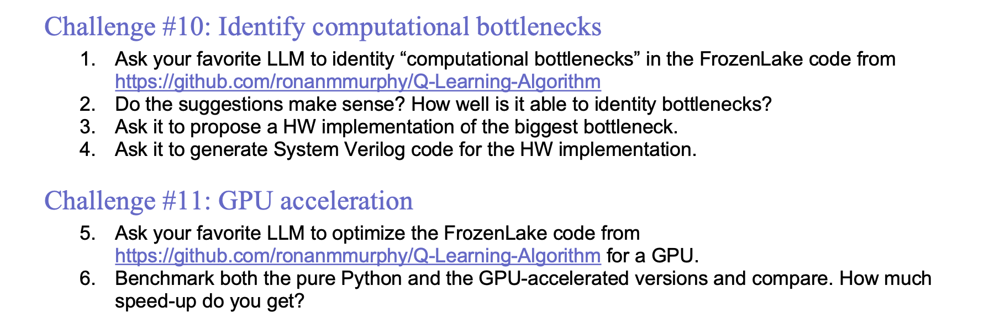 Challenge #10: Identify computational bottlenecks
1. Ask your favorite LLM to identity “computational bottlenecks” in the FrozenLake code from
https://github.com/ronanmmurphy/Q-Learning-Algorithm
2. Do the suggestions make sense? How well is it able to identity bottlenecks?
3. Ask it to propose a HW implementation of the biggest bottleneck.
4. Ask it to generate System Verilog code for the HW implementation.
Challenge #11: GPU acceleration
5. Ask your favorite LLM to optimize the FrozenLake code from
https://github.com/ronanmmurphy/Q-Learning-Algorithm for a GPU.
6. Benchmark both the pure Python and the GPU-accelerated versions and compare. How much
speed-up do you get?